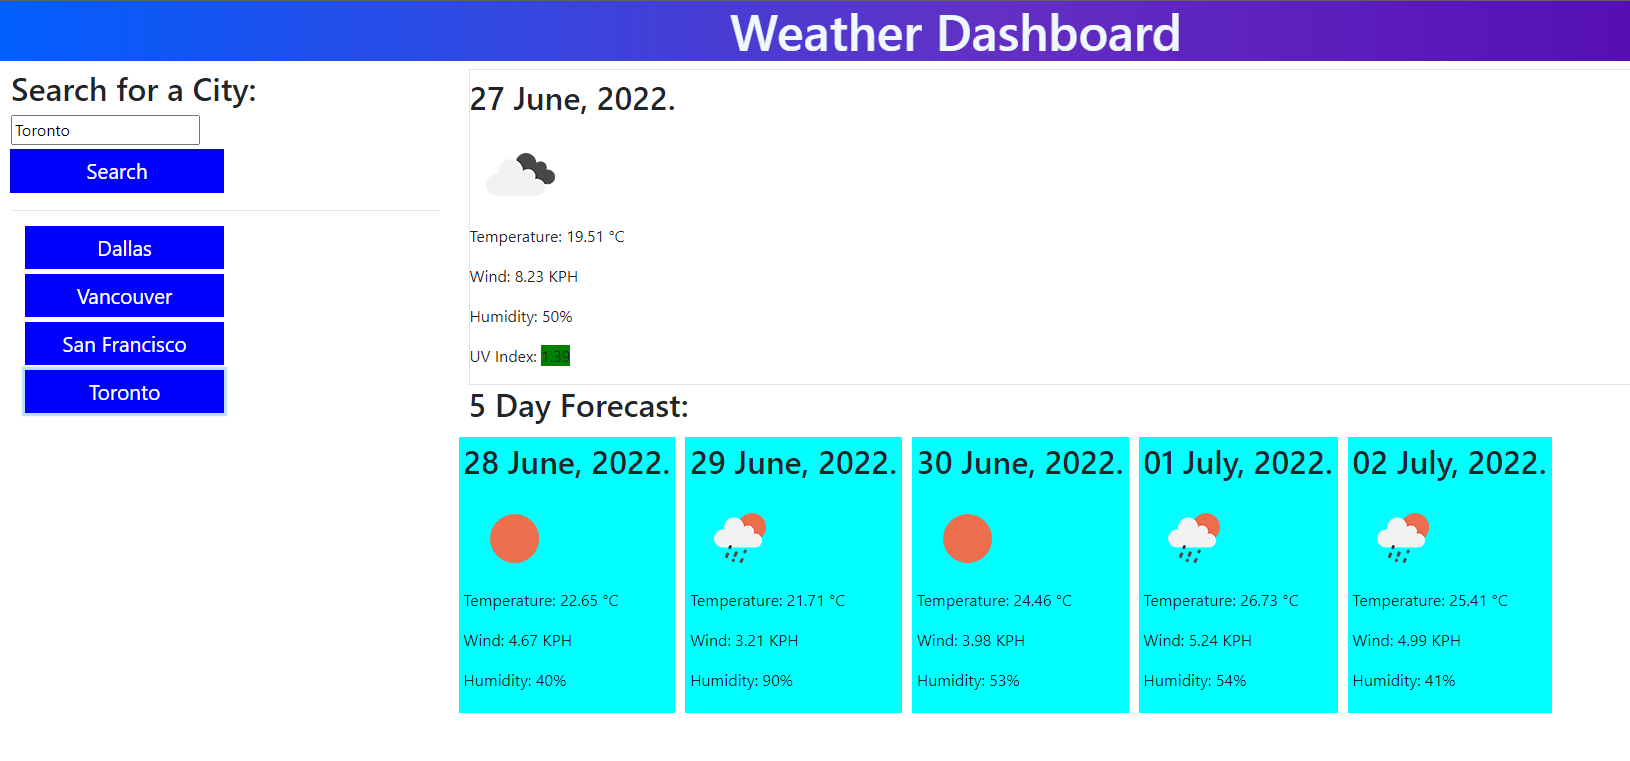 Weather Dashboard
Search for a City:
Toronto
Search
Dallas
Vancouver
San Francisco
Toronto
27 June, 2022.
Temperature: 19.51 °C
Wind: 8.23 KPH
Humidity: 50%
UV Index: 1.39
5 Day Forecast:
28 June, 2022.
Temperature: 22.65 °C
Wind: 4.67 KPH
Humidity: 40%
29 June, 2022.
Temperature: 21.71 °C
Wind: 3.21 KPH
Humidity: 90%
30 June, 2022.
Temperature: 24.46 °C
Wind: 3.98 KPH
Humidity: 53%
01 July, 2022.
Temperature: 26.73 °C
Wind: 5.24 KPH
Humidity: 54%
02 July, 2022.
Temperature: 25.41 °C
Wind: 4.99 KPH
Humidity: 41%